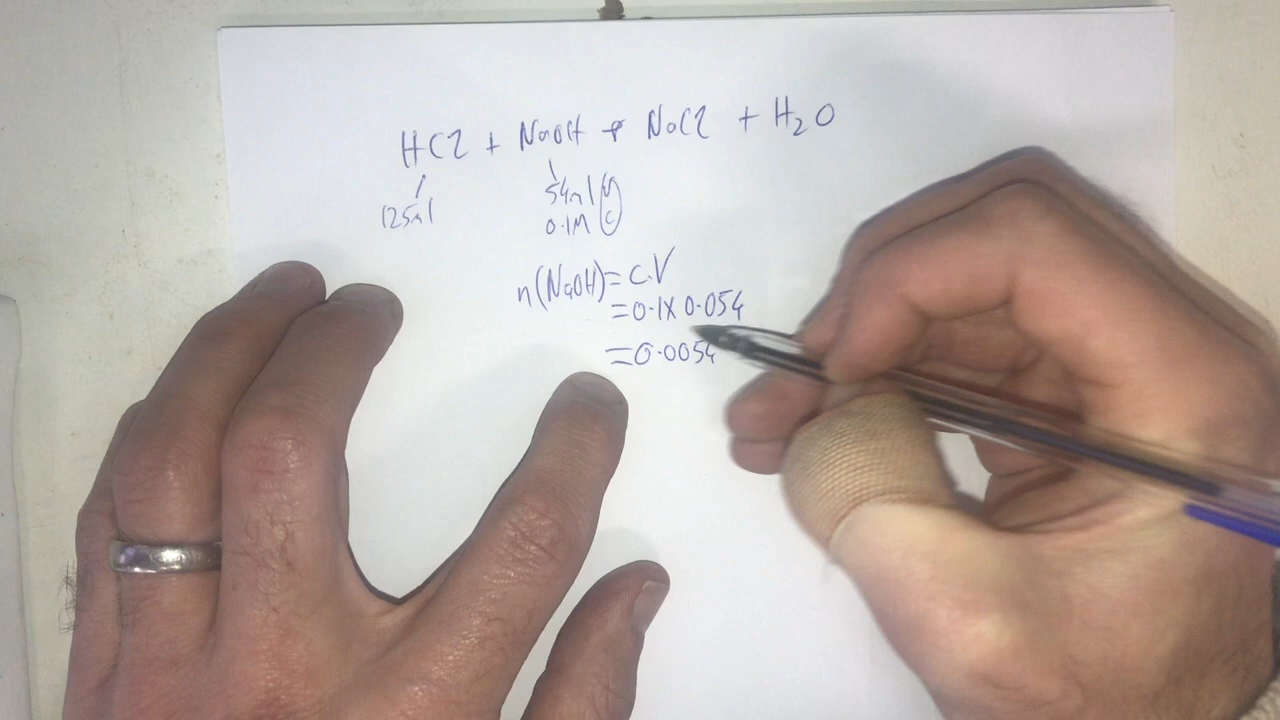 HCl + NaOH → NaCl + H₂O
125ml
54ml (V)
0.1M (C)
n(NaOH) = C.V
= 0.1 x 0.054
= 0.0054